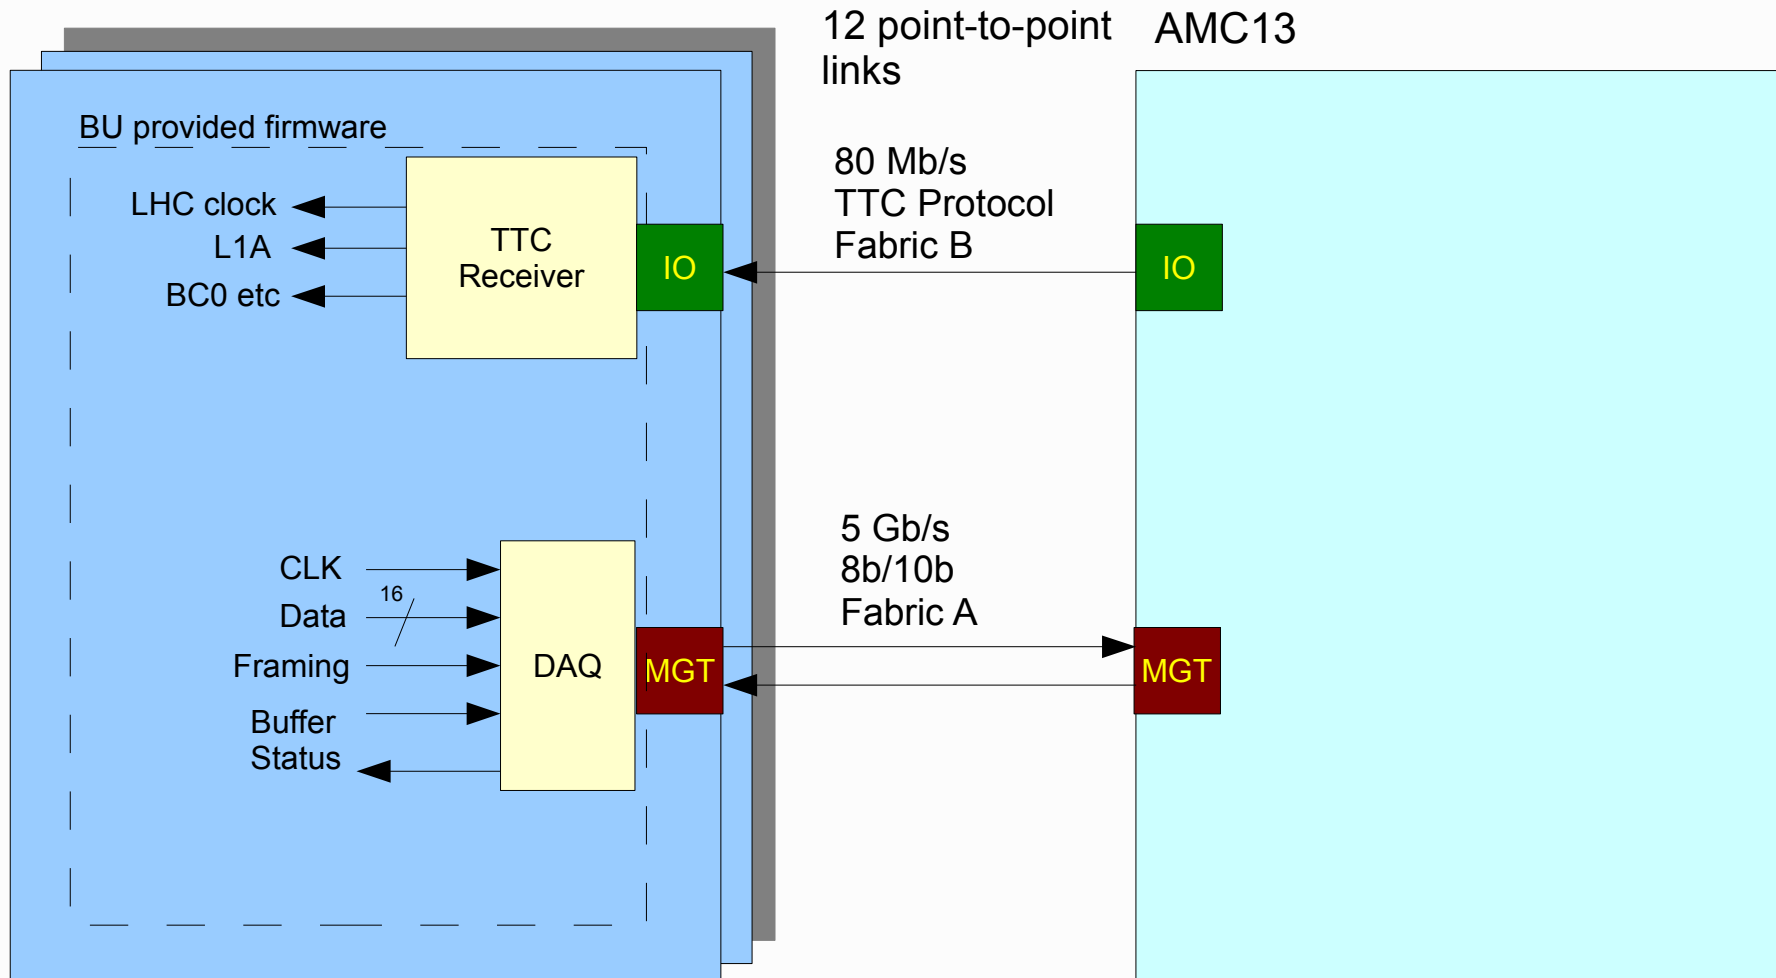 12 point-to-point
links
AMC13
BU provided firmware
LHC clock
L1A
BC0 etc
TTC
Receiver
IO
80 Mb/s
TTC Protocol
Fabric B
IO
CLK
16
Data
Framing
Buffer
Status
DAQ
MGT
5 Gb/s
8b/10b
Fabric A
MGT